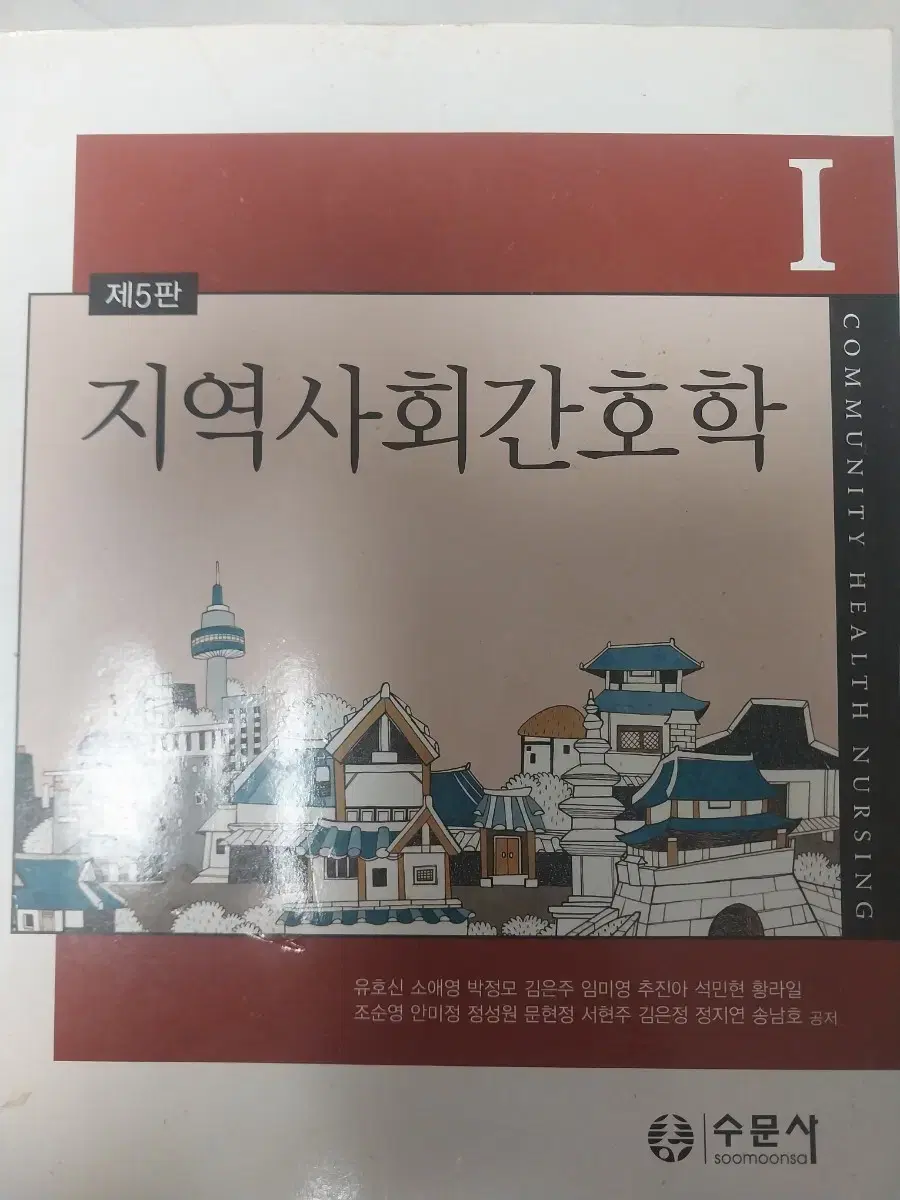 I
제5판
지역사회간호학
COMMUNITY HEALTH NURSING
유호신 소애영 박정모 김은주 임미영 추진아 석민현 황라일
조순영 안미정 정성원 문현정 서현주 김은정 정지연 송남호 공저
수문사
soomoonsa